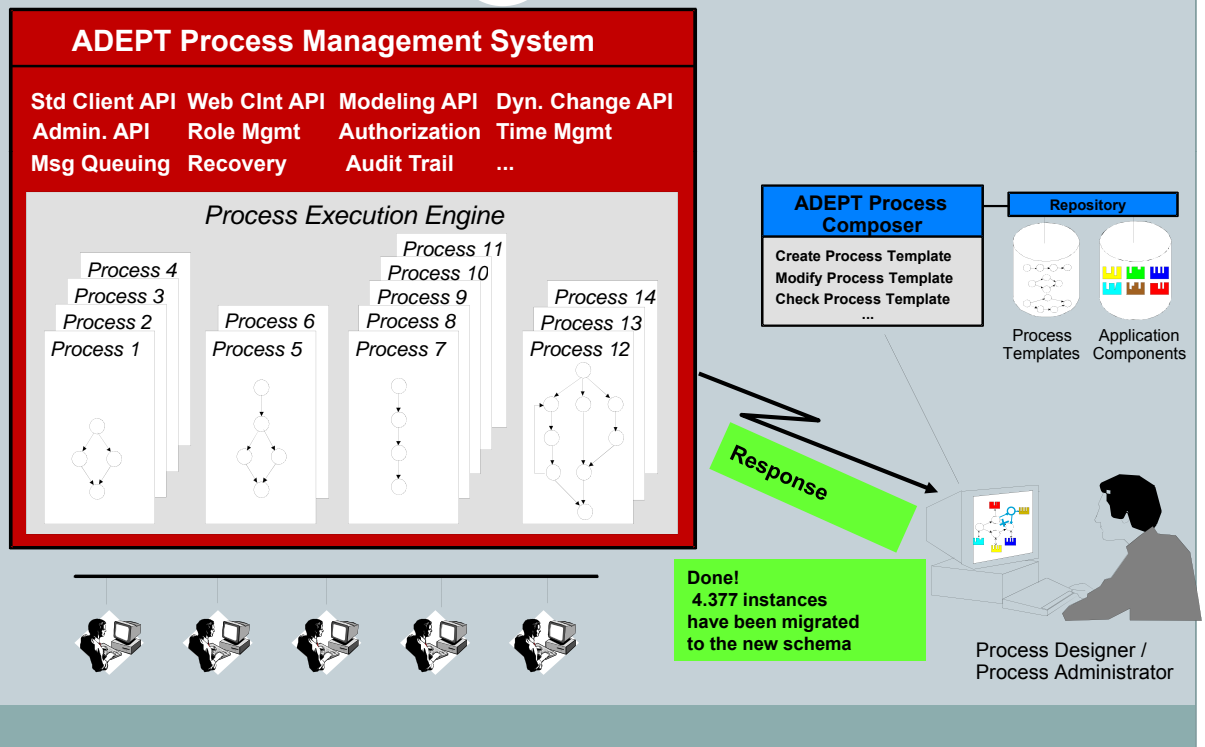 ADEPT Process Management System
Std Client API Web Clnt API Modeling API Dyn. Change API
Admin. API Role Mgmt Authorization Time Mgmt
Msg Queuing Recovery Audit Trail ...
Process Execution Engine
Process 4
Process 3
Process 2
Process 1
Process 6
Process 5
Process 11
Process 10
Process 9
Process 8
Process 7
Process 14
Process 13
Process 12
ADEPT Process
Composer
Create Process Template
Modify Process Template
Check Process Template
...
Repository
Process
Templates
Application
Components
Response
Done!
4.377 instances
have been migrated
to the new schema
Process Designer /
Process Administrator